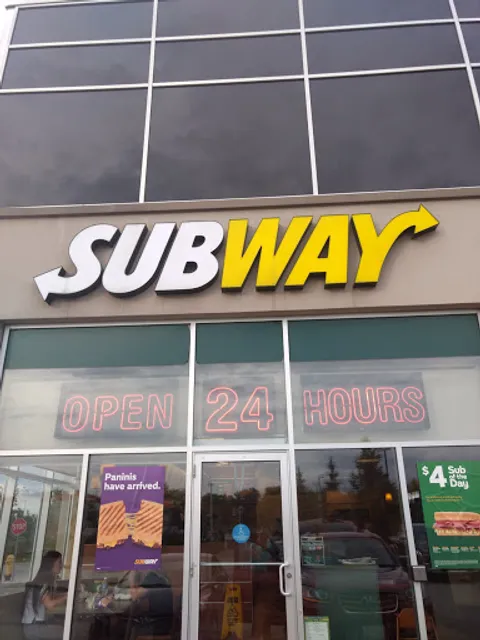 SUBWAY
OPEN 24 HOURS
Paninis
have arrived.
SUBWAY
$4 Sub
of the
Day